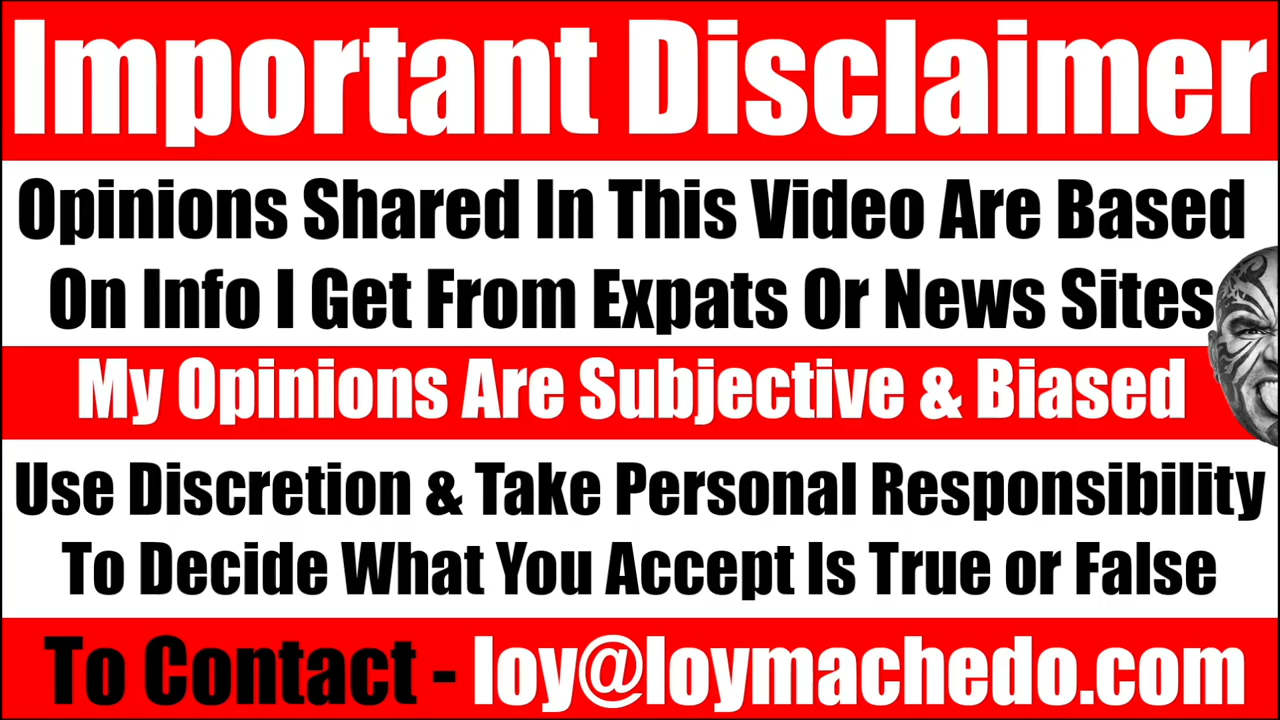 Important Disclaimer
Opinions Shared In This Video Are Based
On Info I Get From Expats Or News Sites
My Opinions Are Subjective & Biased
Use Discretion & Take Personal Responsibility
To Decide What You Accept Is True or False
To Contact - loy@loymachedo.com